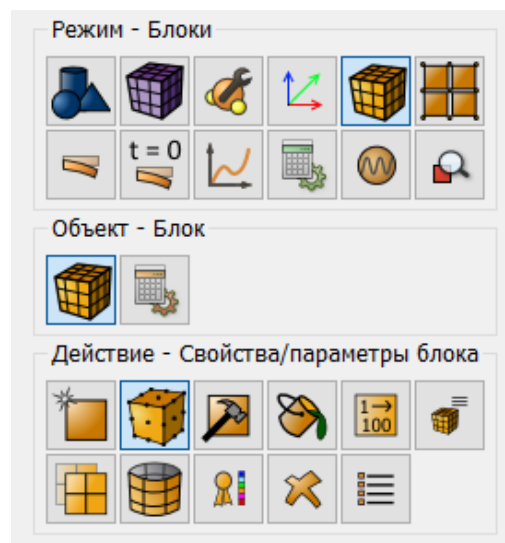 Режим - Блоки
t = 0
Объект - Блок
Действие - Свойства/параметры блока
1→
100